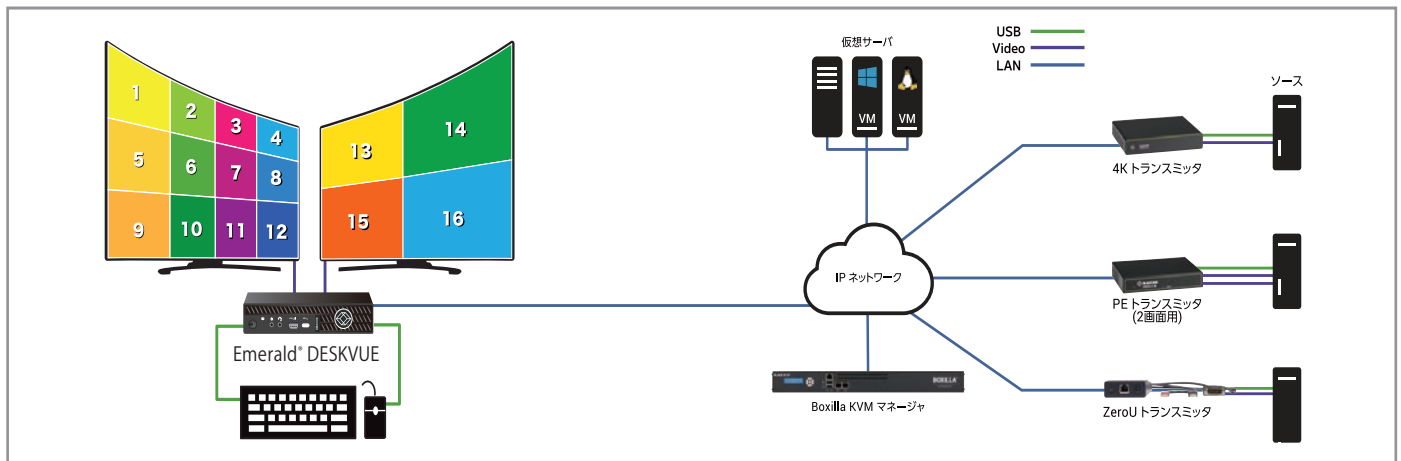 1
2
3
4
5
6
7
8
9
10
11
12
13
14
15
16
Emerald® DESKVUE
仮想サーバ
VM
VM
USB
Video
LAN
ソース
4K トランスミッタ
IP ネットワーク
PE トランスミッタ
(2画面用)
BOXILLA
Boxilla KVM マネージャ
ZeroU トランスミッタ